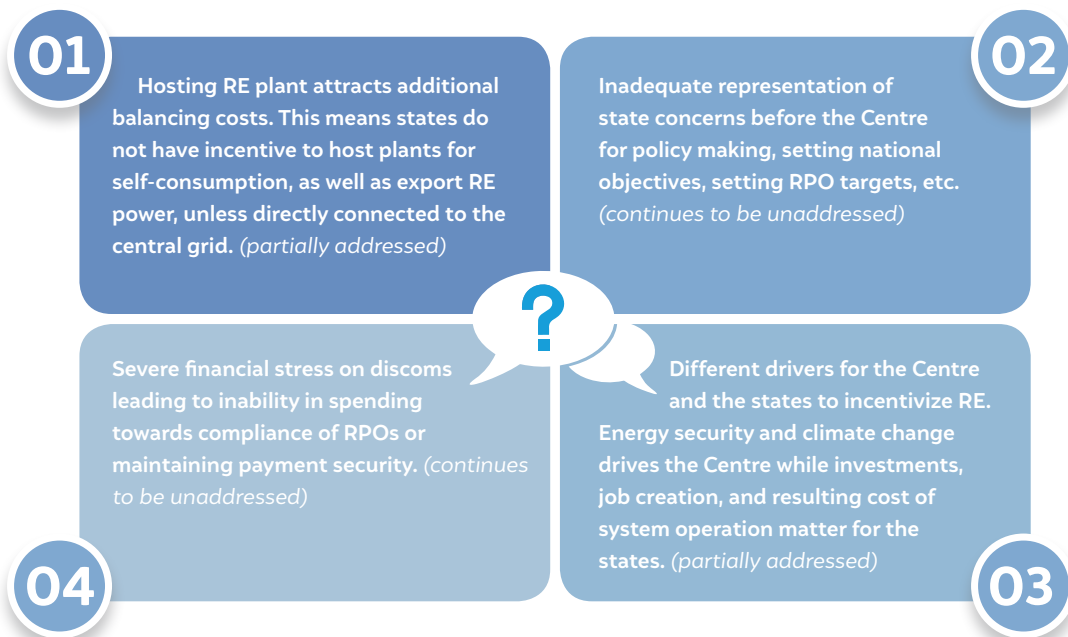 01
Hosting RE plant attracts additional
balancing costs. This means states do
not have incentive to host plants for
self-consumption, as well as export RE
power, unless directly connected to the
central grid. (partially addressed)
02
Inadequate representation of
state concerns before the Centre
for policy making, setting national
objectives, setting RPO targets, etc.
(continues to be unaddressed)
?
Different drivers for the Centre
and the states to incentivize RE.
Energy security and climate change
drives the Centre while investments,
job creation, and resulting cost of
system operation matter for the
states. (partially addressed)
03
Severe financial stress on discoms
leading to inability in spending
towards compliance of RPOs or
maintaining payment security. (continues
to be unaddressed)
04